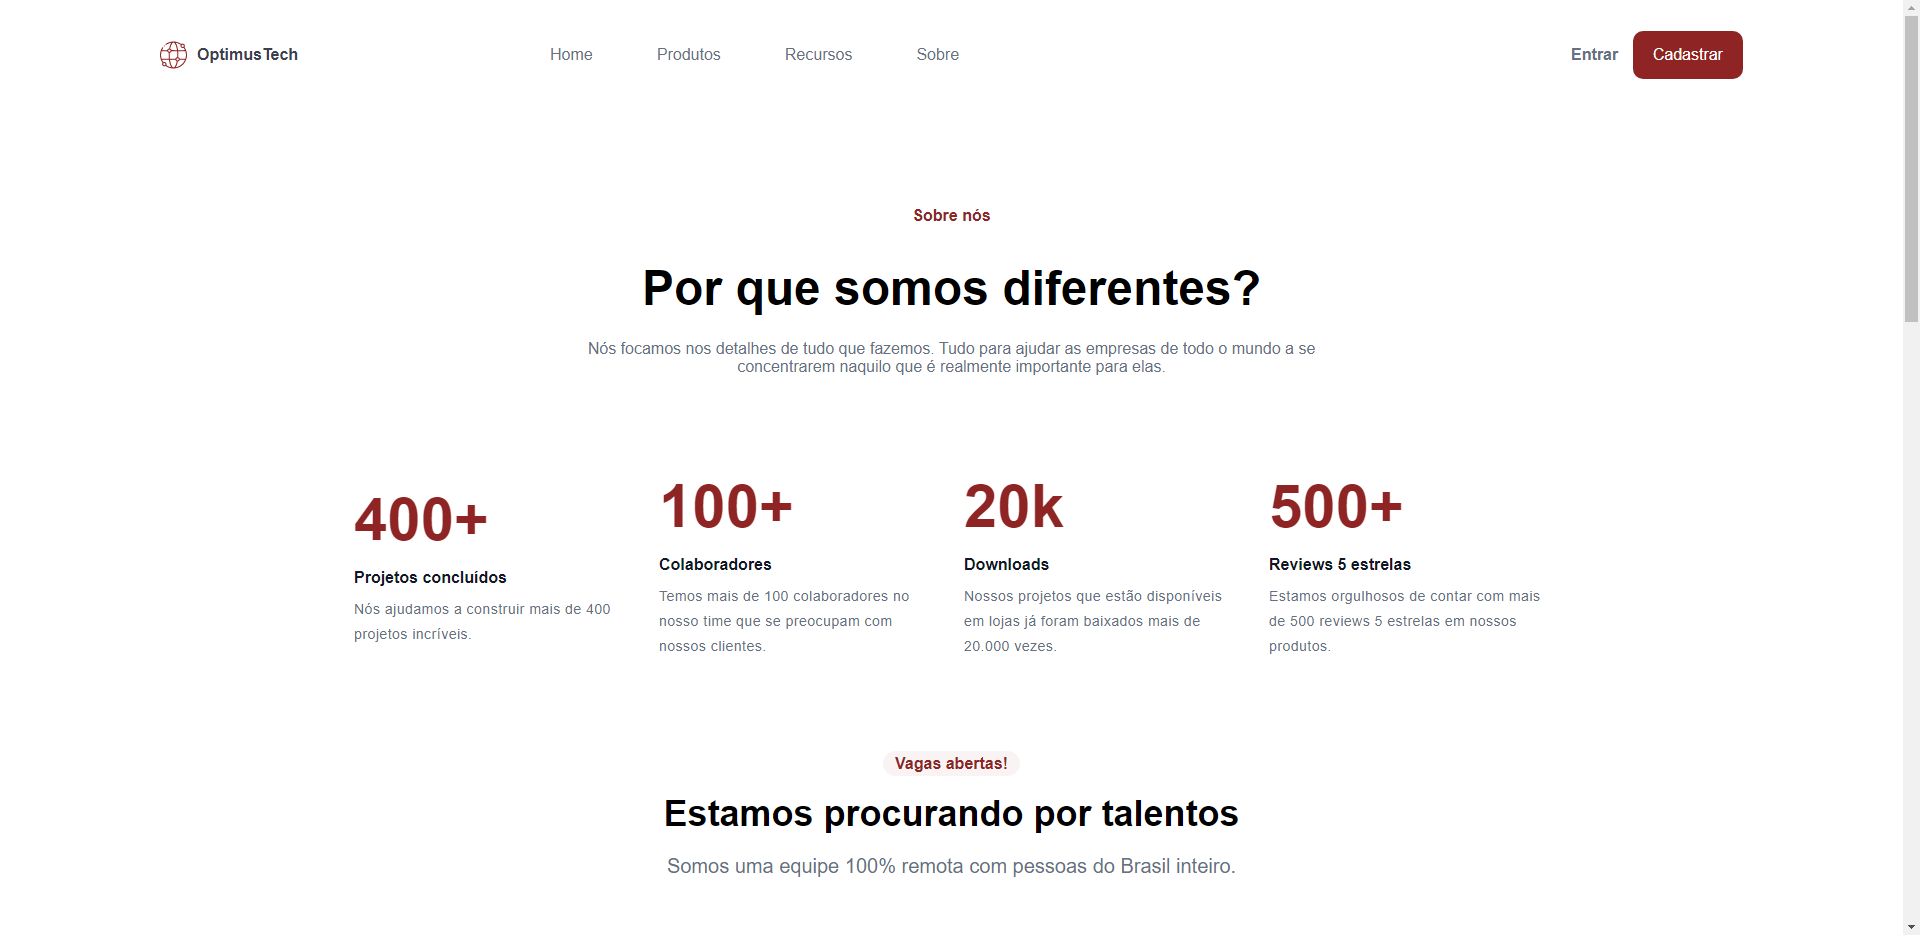 OptimusTech
Home
Produtos
Recursos
Sobre
Entrar
Cadastrar
Sobre nós
Por que somos diferentes?
Nós focamos nos detalhes de tudo que fazemos. Tudo para ajudar as empresas de todo o mundo a se
concentrarem naquilo que é realmente importante para elas.
400+
Projetos concluídos
Nós ajudamos a construir mais de 400
projetos incríveis.
100+
Colaboradores
Temos mais de 100 colaboradores no
nosso time que se preocupam com
nossos clientes.
20k
Downloads
Nossos projetos que estão disponíveis
em lojas já foram baixados mais de
20.000 vezes.
500+
Reviews 5 estrelas
Estamos orgulhosos de contar com mais
de 500 reviews 5 estrelas em nossos
produtos.
Vagas abertas!
Estamos procurando por talentos
Somos uma equipe 100% remota com pessoas do Brasil inteiro.